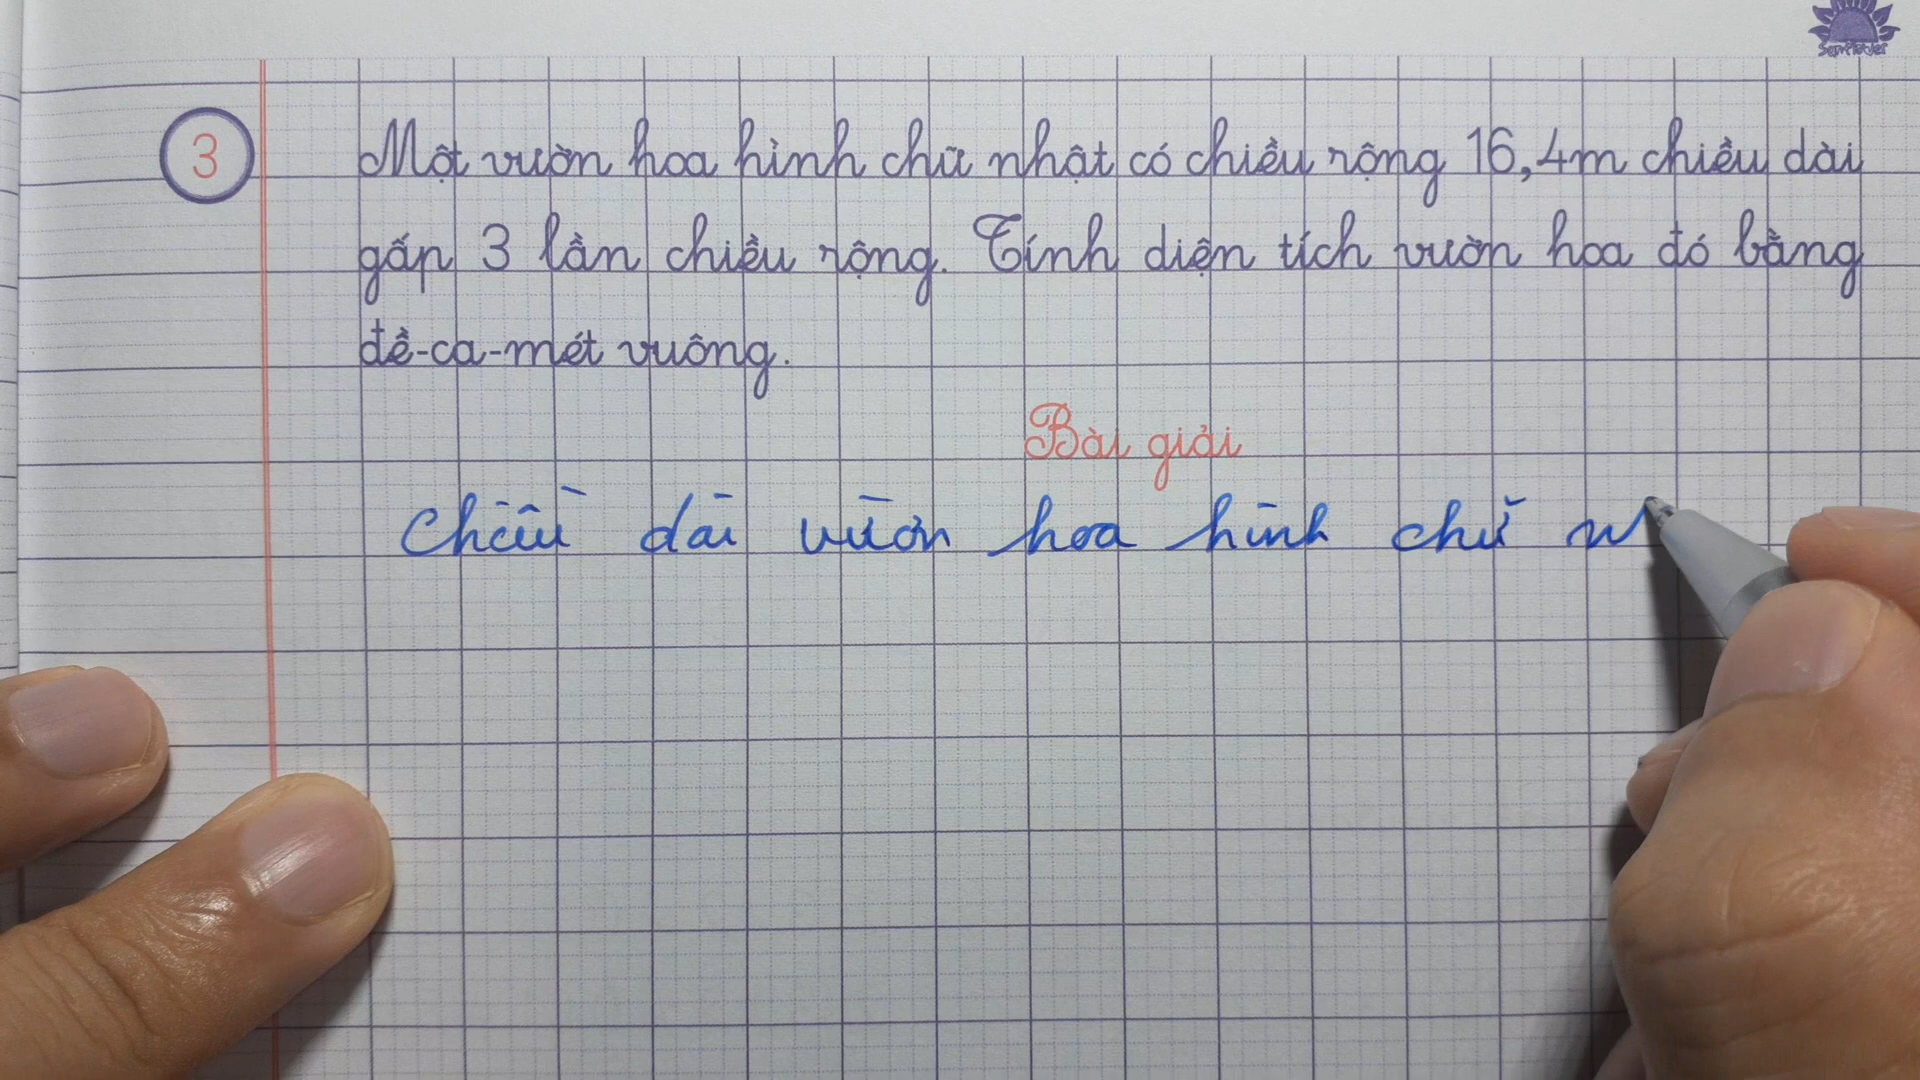 Sunflower
3
Một vườn hoa hình chữ nhật có chiều rộng 16,4m chiều dài
gấp 3 lần chiều rộng. Tính diện tích vườn hoa đó bằng
đề-ca-mét vuông.
Bài giải
Chiều dài vườn hoa hình chữ n